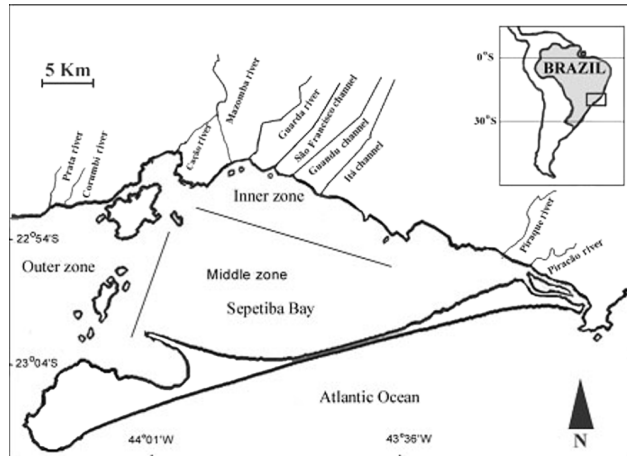 5 Km
Prata river
Corumbi river
Cação river
Mazomba river
Guarda river
São Francisco channel
Guandu channel
Itá channel
0°S
BRAZIL
30°S
Inner zone
Piraque river
Piracão river
22°54'S
Outer zone
Middle zone
Sepetiba Bay
23°04'S
Atlantic Ocean
44°01'W
43°36'W
N